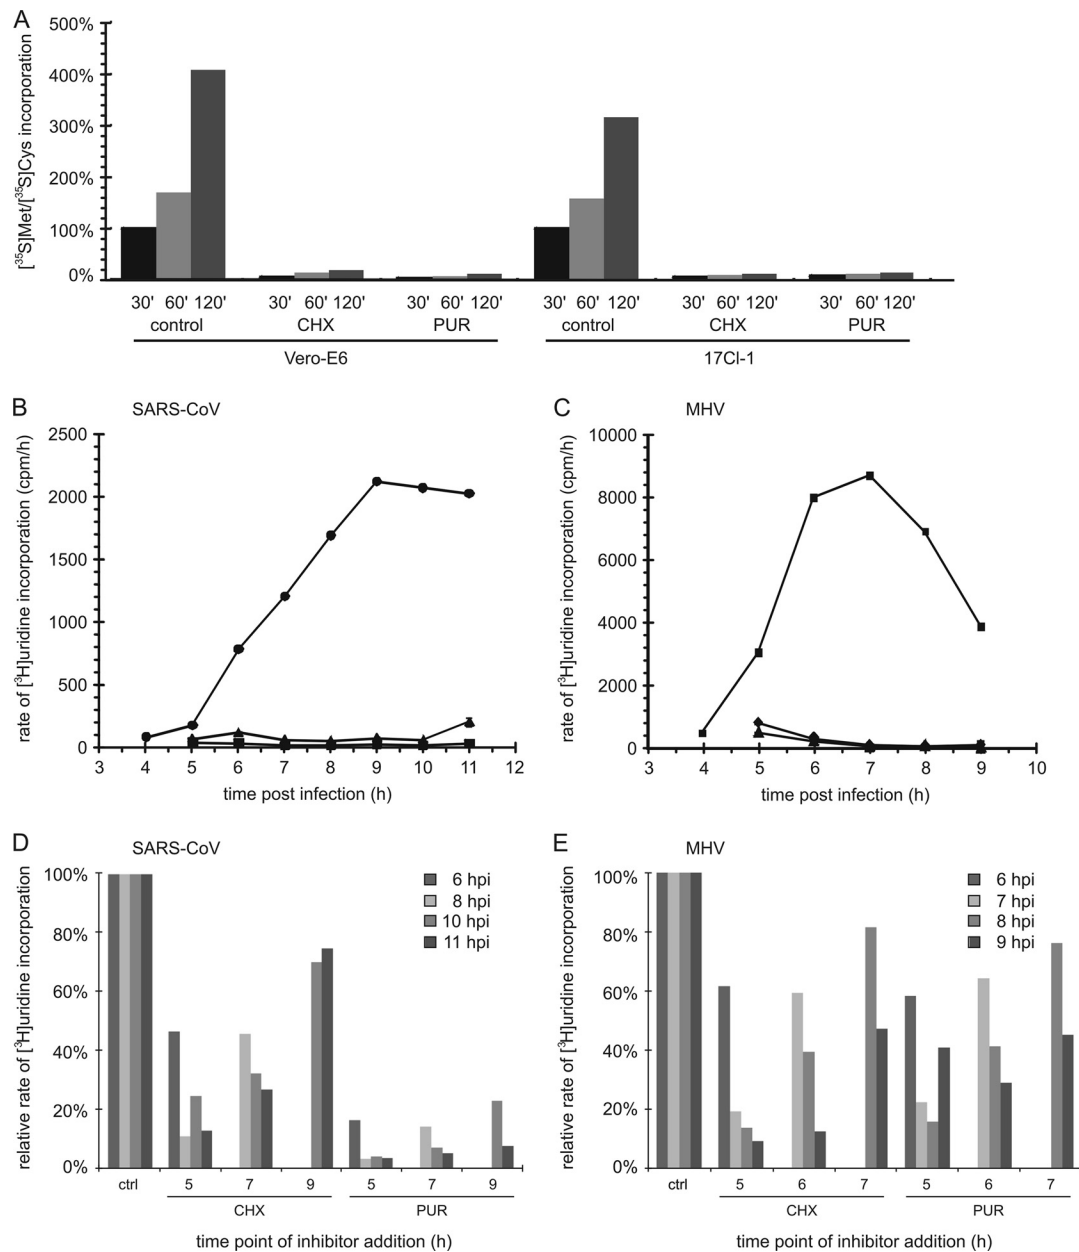 A
[³⁵S]Met/[³⁵S]Cys incorporation
500%
400%
300%
200%
100%
0%
30' 60' 120' 30' 60' 120' 30' 60' 120' 30' 60' 120' 30' 60' 120' 30' 60' 120'
control CHX PUR control CHX PUR
Vero-E6 17Cl-1
B SARS-CoV
rate of [³H]uridine incorporation (cpm/h)
2500
2000
1500
1000
500
0
3 4 5 6 7 8 9 10 11 12
time post infection (h)
C MHV
rate of [³H]uridine incorporation (cpm/h)
10000
8000
6000
4000
2000
0
3 4 5 6 7 8 9 10
time post infection (h)
D SARS-CoV
relative rate of [³H]uridine incorporation
100%
80%
60%
40%
20%
0%
6 hpi
8 hpi
10 hpi
11 hpi
ctrl 5 7 9 5 7 9
CHX PUR
time point of inhibitor addition (h)
E MHV
relative rate of [³H]uridine incorporation
100%
80%
60%
40%
20%
0%
6 hpi
7 hpi
8 hpi
9 hpi
ctrl 5 6 7 5 6 7
CHX PUR
time point of inhibitor addition (h)